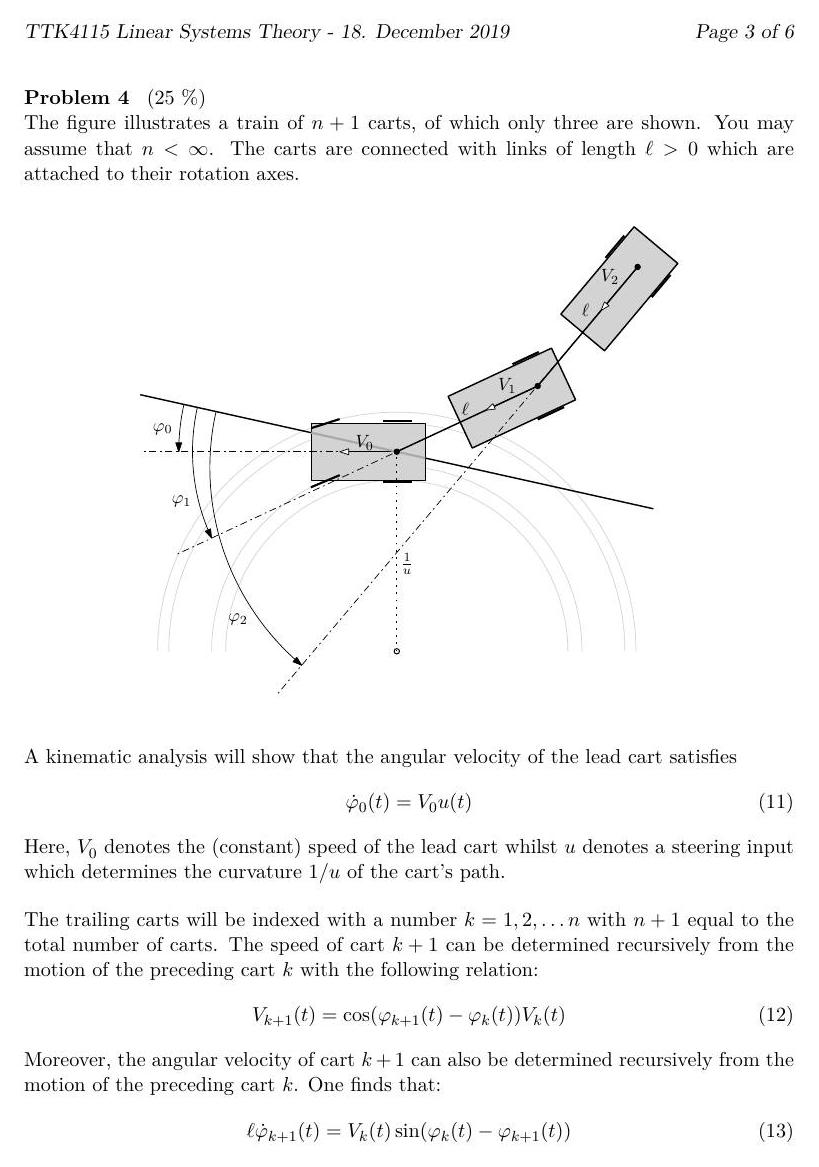 TTK4115 Linear Systems Theory - 18. December 2019 Page 3 of 6
Problem 4 (25 %)
The figure illustrates a train of n + 1 carts, of which only three are shown. You may
assume that n < ∞. The carts are connected with links of length ℓ > 0 which are
attached to their rotation axes.
V₂
ℓ
V₁
ℓ
φ₀
V₀
φ₁
1/u
φ₂
A kinematic analysis will show that the angular velocity of the lead cart satisfies
φ̇₀(t) = V₀u(t) (11)
Here, V₀ denotes the (constant) speed of the lead cart whilst u denotes a steering input
which determines the curvature 1/u of the cart's path.
The trailing carts will be indexed with a number k = 1, 2, . . . n with n + 1 equal to the
total number of carts. The speed of cart k + 1 can be determined recursively from the
motion of the preceding cart k with the following relation:
Vₖ₊₁(t) = cos(φₖ₊₁(t) − φₖ(t))Vₖ(t) (12)
Moreover, the angular velocity of cart k + 1 can also be determined recursively from the
motion of the preceding cart k. One finds that:
ℓφ̇ₖ₊₁(t) = Vₖ(t) sin(φₖ(t) − φₖ₊₁(t)) (13)